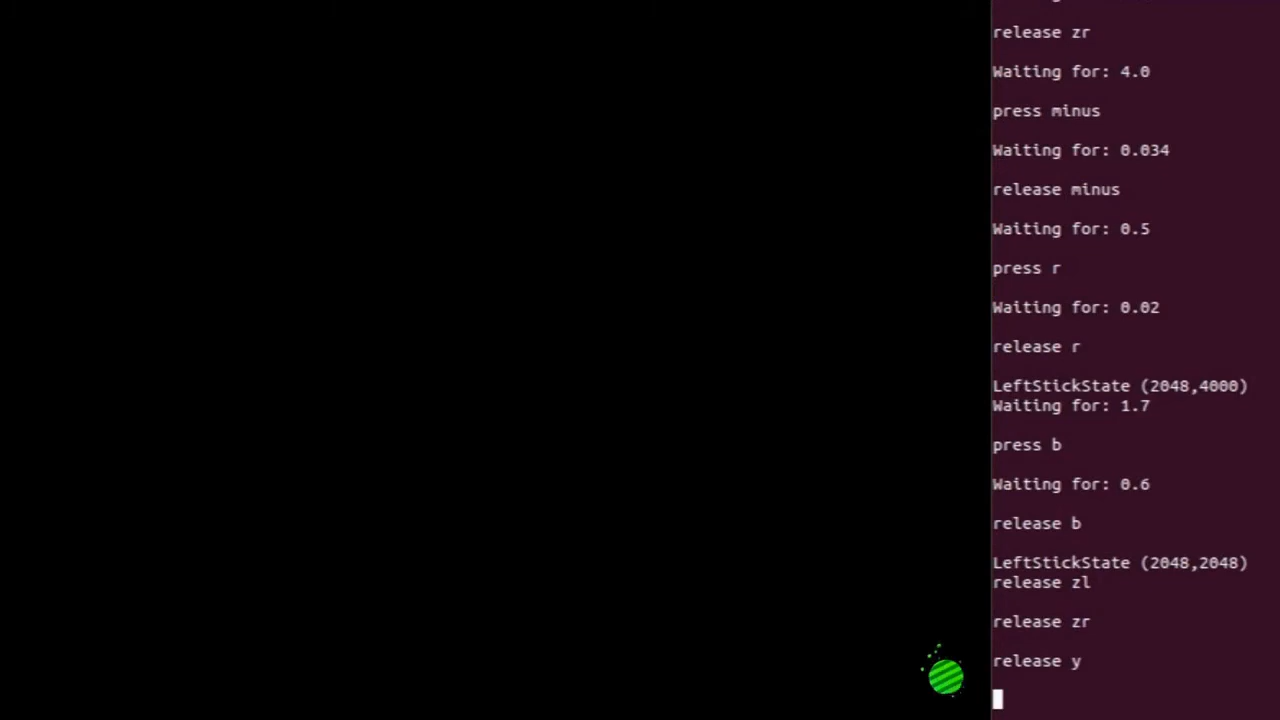 release zr
Waiting for: 4.0
press minus
Waiting for: 0.034
release minus
Waiting for: 0.5
press r
Waiting for: 0.02
release r
LeftStickState (2048,4000)
Waiting for: 1.7
press b
Waiting for: 0.6
release b
LeftStickState (2048,2048)
release zl
release zr
release y